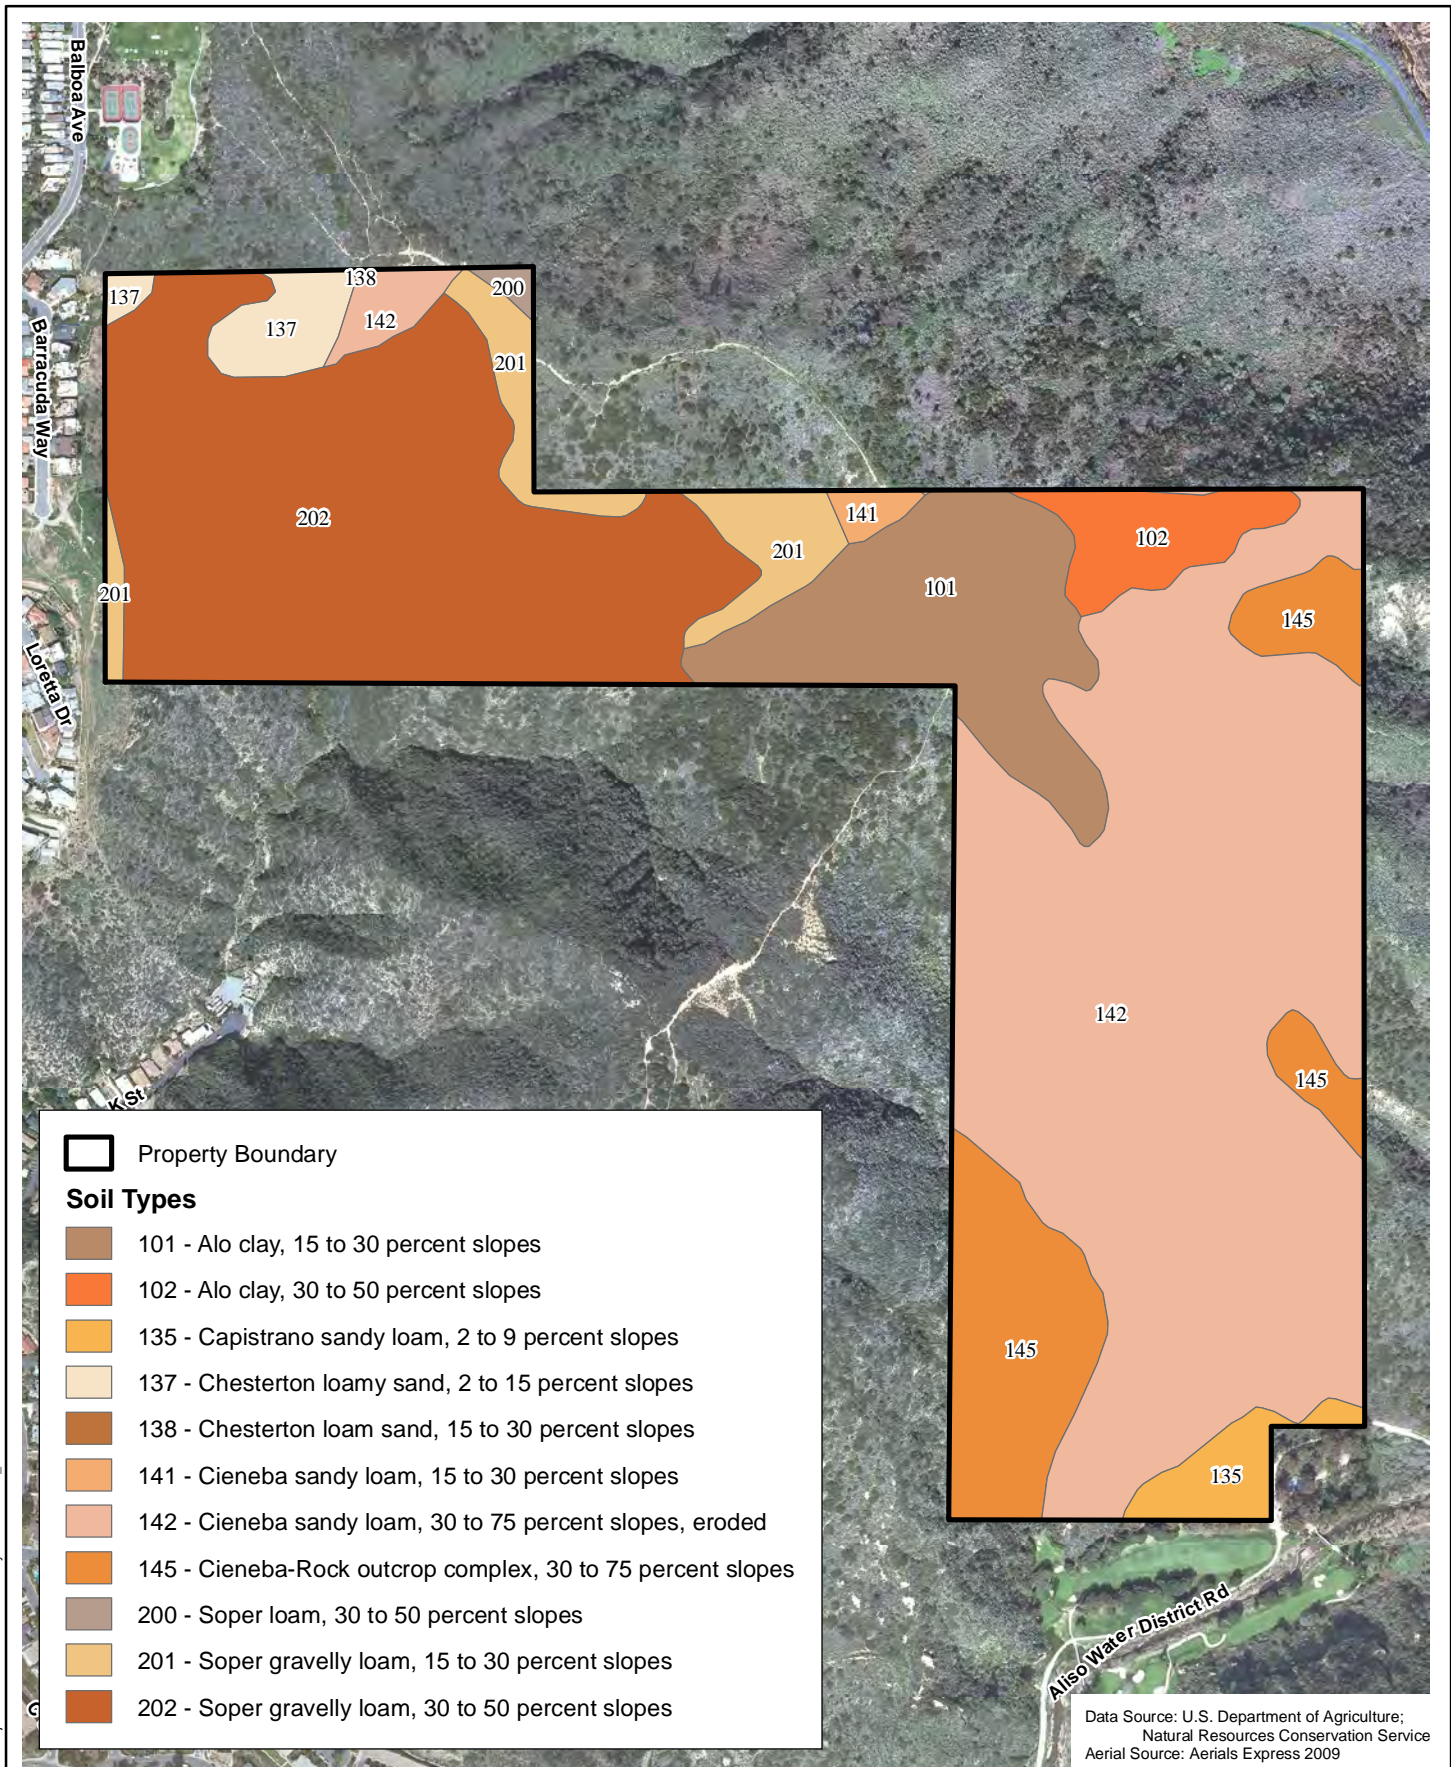 Balboa Ave
Barracuda Way
Loretta Dr
K St
137
138
200
137
142
201
202
201
141
102
201
101
145
142
145
145
135
Aliso Water District Rd
Property Boundary
Soil Types
101 - Alo clay, 15 to 30 percent slopes
102 - Alo clay, 30 to 50 percent slopes
135 - Capistrano sandy loam, 2 to 9 percent slopes
137 - Chesterton loamy sand, 2 to 15 percent slopes
138 - Chesterton loam sand, 15 to 30 percent slopes
141 - Cieneba sandy loam, 15 to 30 percent slopes
142 - Cieneba sandy loam, 30 to 75 percent slopes, eroded
145 - Cieneba-Rock outcrop complex, 30 to 75 percent slopes
200 - Soper loam, 30 to 50 percent slopes
201 - Soper gravelly loam, 15 to 30 percent slopes
202 - Soper gravelly loam, 30 to 50 percent slopes
Data Source: U.S. Department of Agriculture;
Natural Resources Conservation Service
Aerial Source: Aerials Express 2009